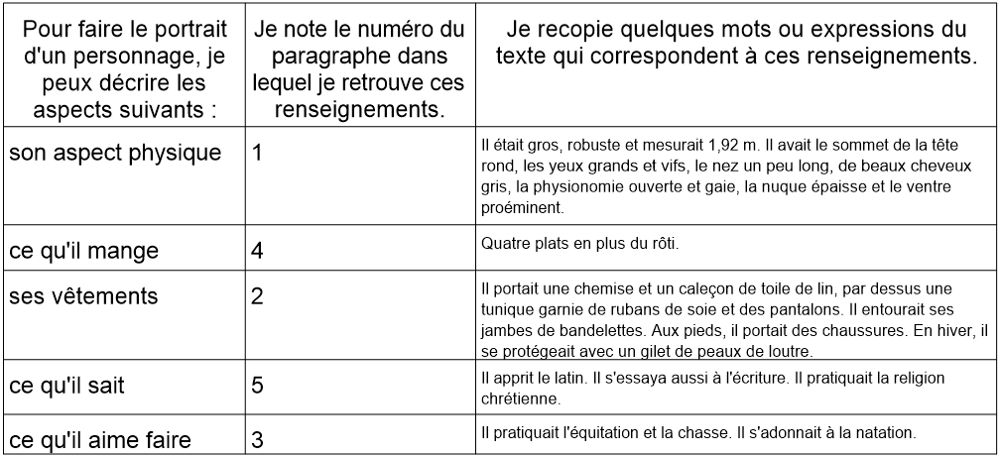 Pour faire le portrait
d'un personnage, je
peux décrire les
aspects suivants :
Je note le numéro du
paragraphe dans
lequel je retrouve ces
renseignements.
Je recopie quelques mots ou expressions du
texte qui correspondent à ces renseignements.
son aspect physique
1
Il était gros, robuste et mesurait 1,92 m. Il avait le sommet de la tête
rond, les yeux grands et vifs, le nez un peu long, de beaux cheveux
gris, la physionomie ouverte et gaie, la nuque épaisse et le ventre
proéminent.
ce qu'il mange
4
Quatre plats en plus du rôti.
ses vêtements
2
Il portait une chemise et un caleçon de toile de lin, par dessus une
tunique garnie de rubans de soie et des pantalons. Il entourait ses
jambes de bandelettes. Aux pieds, il portait des chaussures. En hiver, il
se protégeait avec un gilet de peaux de loutre.
ce qu'il sait
5
Il apprit le latin. Il s'essaya aussi à l'écriture. Il pratiquait la religion
chrétienne.
ce qu'il aime faire
3
Il pratiquait l'équitation et la chasse. Il s'adonnait à la natation.